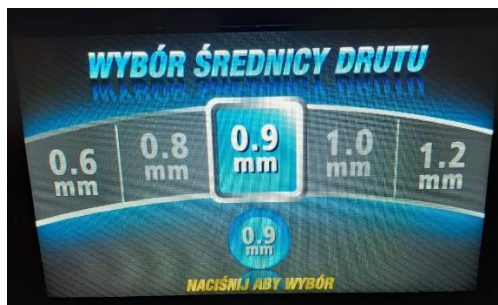 WYBÓR ŚREDNICY DRUTU
0.6 mm
0.8 mm
0.9 mm
1.0 mm
1.2 mm
0.9 mm
NACIŚNIJ ABY WYBÓR